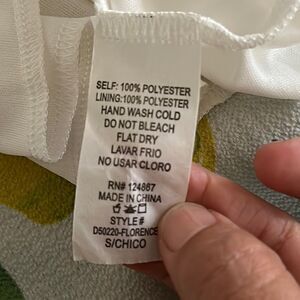 SELF: 100% POLYESTER
LINING:100% POLYESTER
HAND WASH COLD
DO NOT BLEACH
FLAT DRY
LAVAR FRIO
NO USAR CLORO
RN# 124867
MADE IN CHINA
STYLE #
D50220-FLORENCE
S/CHICO